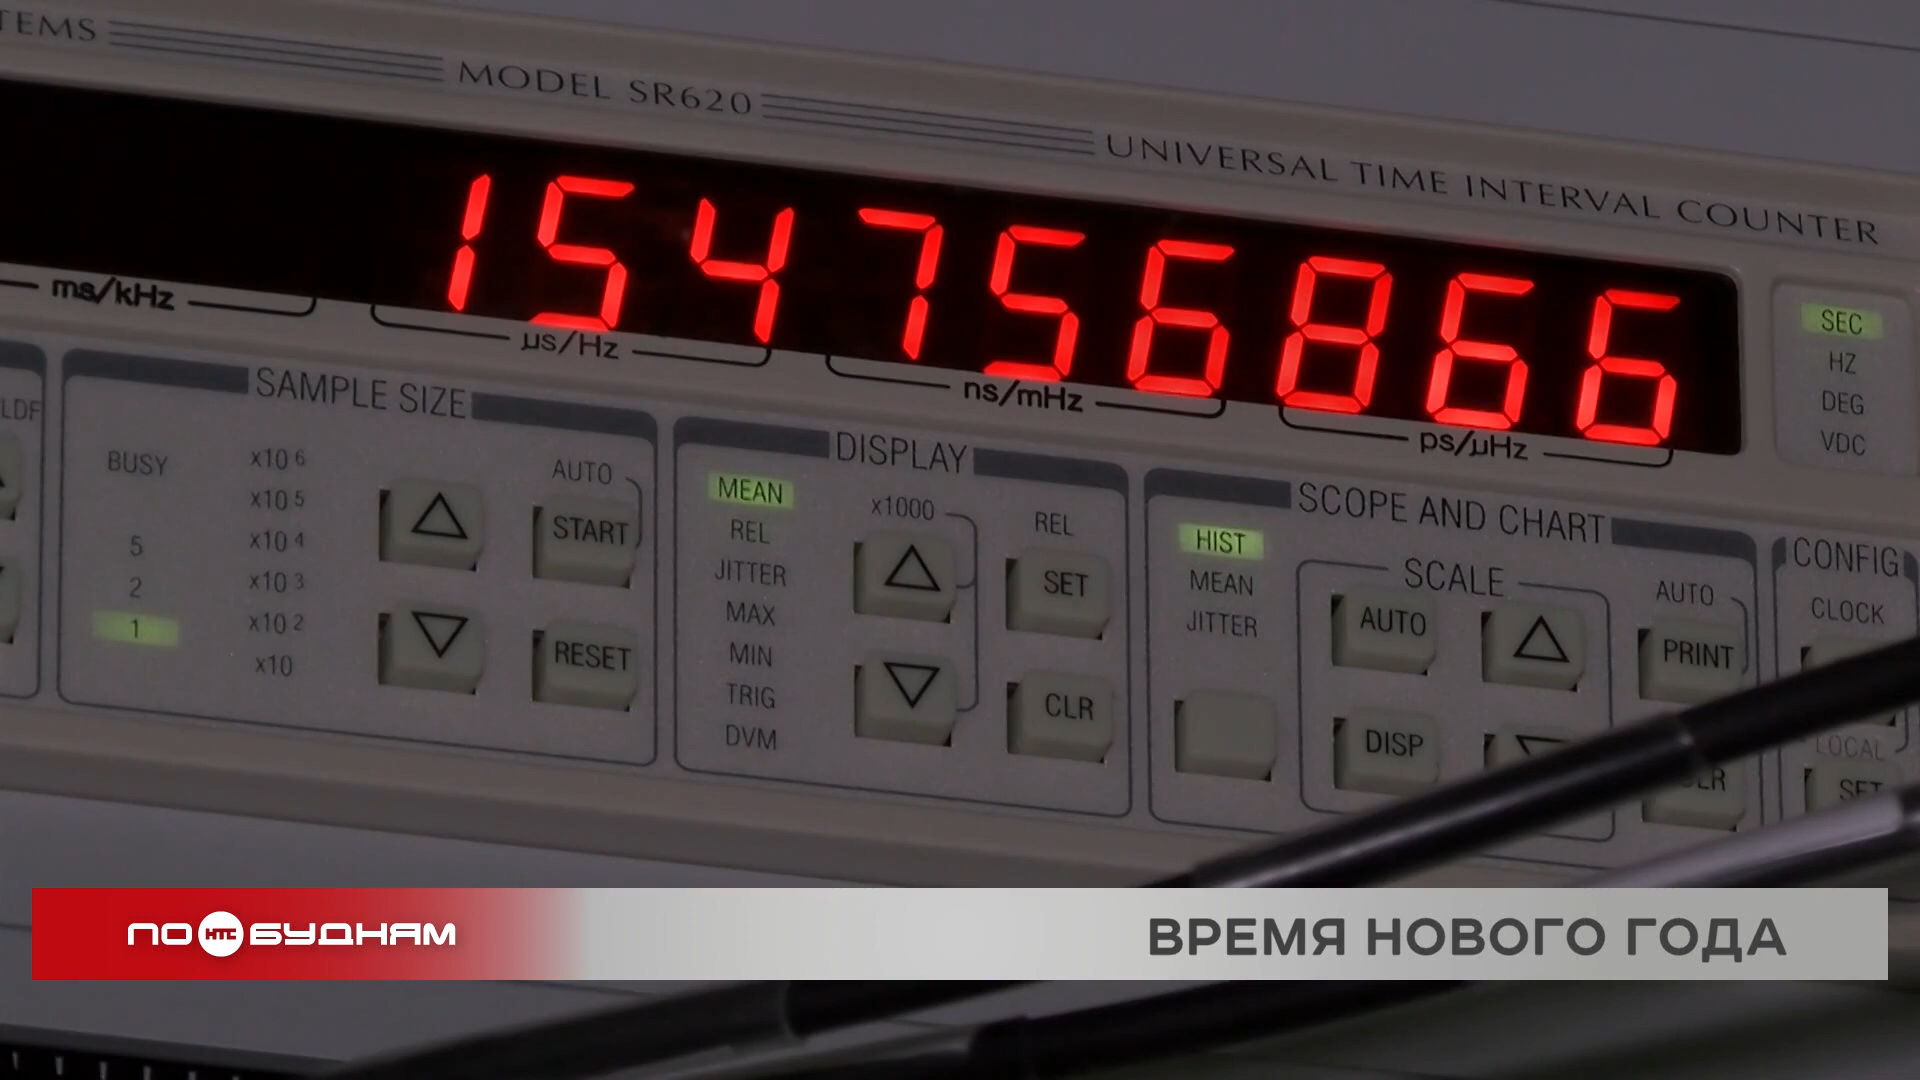 TEMS MODEL SR620 UNIVERSAL TIME INTERVAL COUNTER
154756866
ms/kHz µs/Hz ns/mHz ps/µHz
SEC
HZ
DEG
VDC
SAMPLE SIZE
BUSY
5
2
1
x10 6
x10 5
x10 4
x10 3
x10 2
x10
AUTO
START
RESET
DISPLAY
MEAN
REL
JITTER
MAX
MIN
TRIG
DVM
x1000
REL
SET
CLR
SCOPE AND CHART
HIST
MEAN
JITTER
SCALE
AUTO
DISP
AUTO
PRINT
CLR
CONFIG
CLOCK
LOCAL
SET
ПО НТС БУДНЯМ
ВРЕМЯ НОВОГО ГОДА